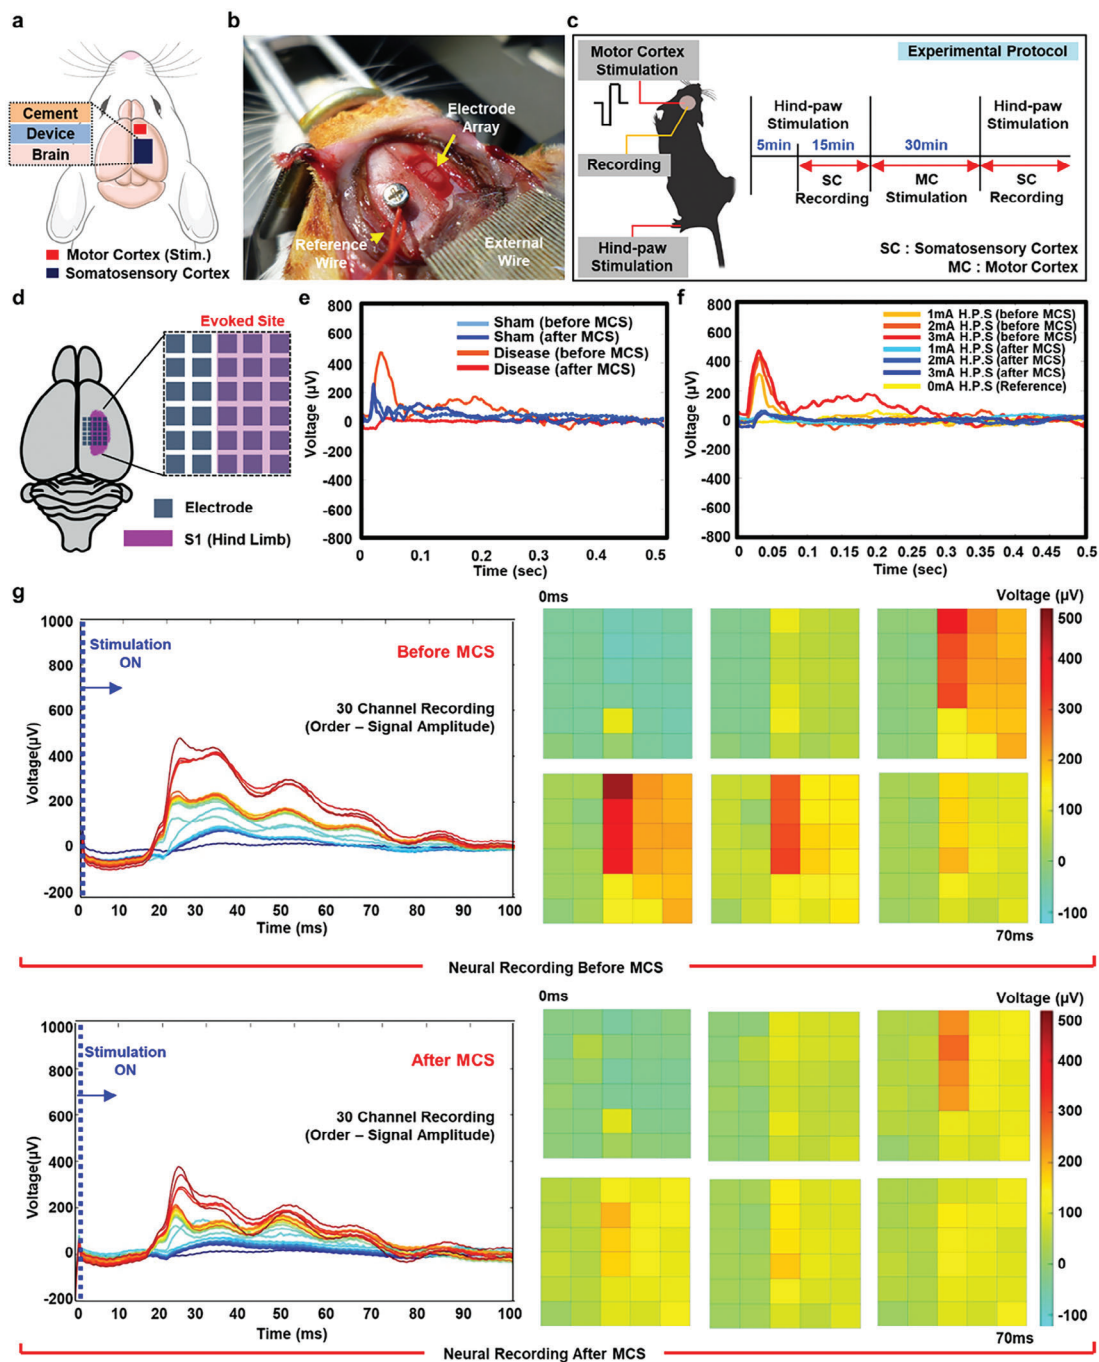 a
Cement
Device
Brain
Motor Cortex (Stim.)
Somatosensory Cortex
b
Electrode
Array
Reference
Wire
External
Wire
c
Motor Cortex
Stimulation
Experimental Protocol
Recording
Hind-paw
Stimulation
Hind-paw
Stimulation
5min
15min
30min
SC
Recording
MC
Stimulation
Hind-paw
Stimulation
SC
Recording
SC : Somatosensory Cortex
MC : Motor Cortex
d
Evoked Site
Electrode
S1 (Hind Limb)
e
800
600
400
200
0
-200
-400
-600
-800
Voltage (µV)
Sham (before MCS)
Sham (after MCS)
Disease (before MCS)
Disease (after MCS)
0
0.1
0.2
0.3
0.4
0.5
Time (sec)
f
800
600
400
200
0
-200
-400
-600
-800
Voltage (µV)
1mA H.P.S (before MCS)
2mA H.P.S (before MCS)
3mA H.P.S (before MCS)
1mA H.P.S (after MCS)
2mA H.P.S (after MCS)
3mA H.P.S (after MCS)
0mA H.P.S (Reference)
0
0.05
0.1
0.15
0.2
0.25
0.3
0.35
0.4
0.45
0.5
Time (sec)
g
1000
800
600
400
200
0
-200
Voltage(µV)
Stimulation
ON
Before MCS
30 Channel Recording
(Order – Signal Amplitude)
0
10
20
30
40
50
60
70
80
90
100
Time (ms)
0ms
Voltage (µV)
500
400
300
200
100
0
-100
70ms
Neural Recording Before MCS
1000
800
600
400
200
0
-200
Voltage(µV)
Stimulation
ON
After MCS
30 Channel Recording
(Order – Signal Amplitude)
0
10
20
30
40
50
60
70
80
90
100
Time (ms)
0ms
Voltage (µV)
500
400
300
200
100
0
-100
70ms
Neural Recording After MCS